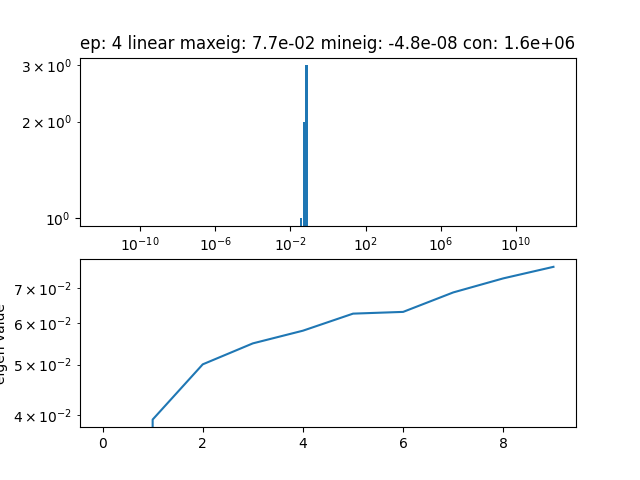 ep: 4 linear maxeig: 7.7e-02 mineig: -4.8e-08 con: 1.6e+06
3 × 10⁰
2 × 10⁰
10⁰
10⁻¹⁰ 10⁻⁶ 10⁻² 10² 10⁶ 10¹⁰
eigen value
7 × 10⁻²
6 × 10⁻²
5 × 10⁻²
4 × 10⁻²
0 2 4 6 8